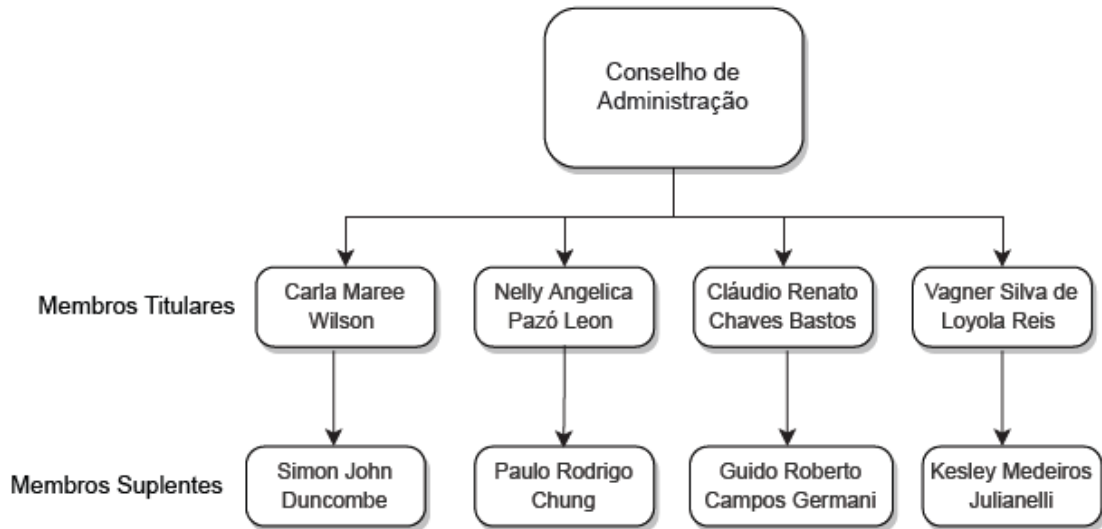 Conselho de
Administração
Membros Titulares
Carla Maree
Wilson
Nelly Angelica
Pazó Leon
Cláudio Renato
Chaves Bastos
Vagner Silva de
Loyola Reis
Membros Suplentes
Simon John
Duncombe
Paulo Rodrigo
Chung
Guido Roberto
Campos Germani
Kesley Medeiros
Julianelli